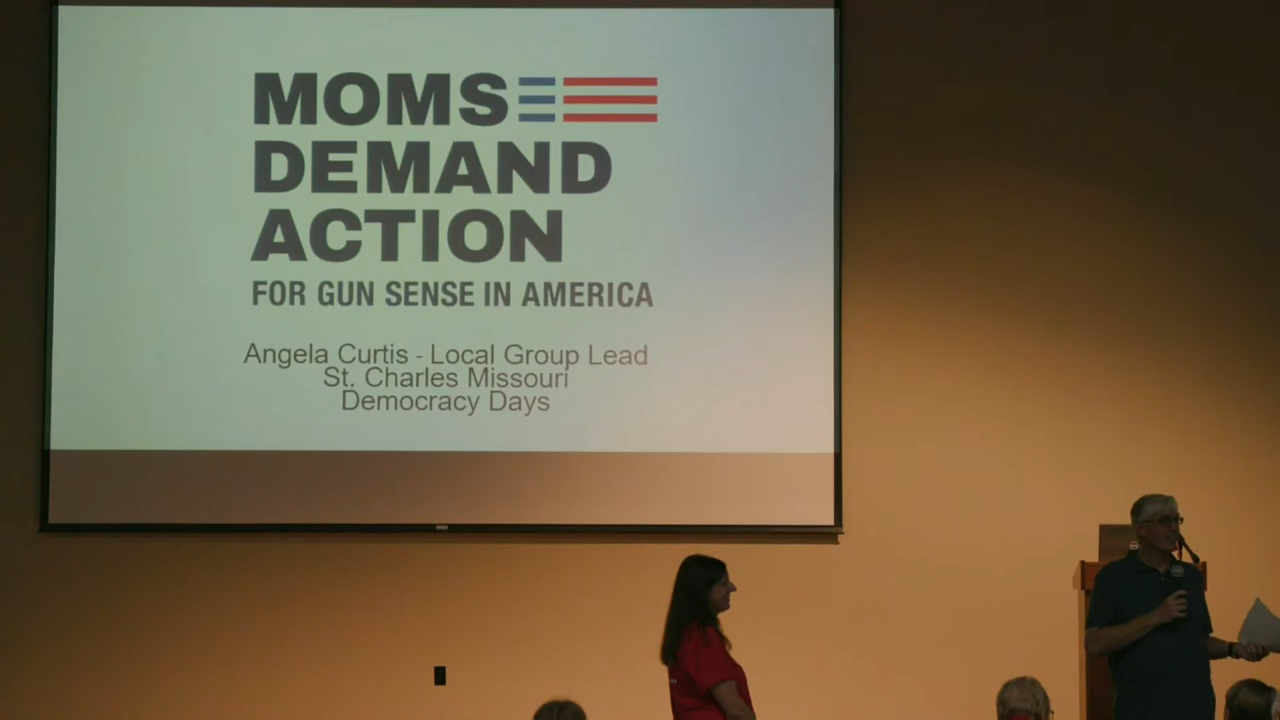 MOMS
DEMAND
ACTION
FOR GUN SENSE IN AMERICA
Angela Curtis - Local Group Lead
St. Charles Missouri
Democracy Days